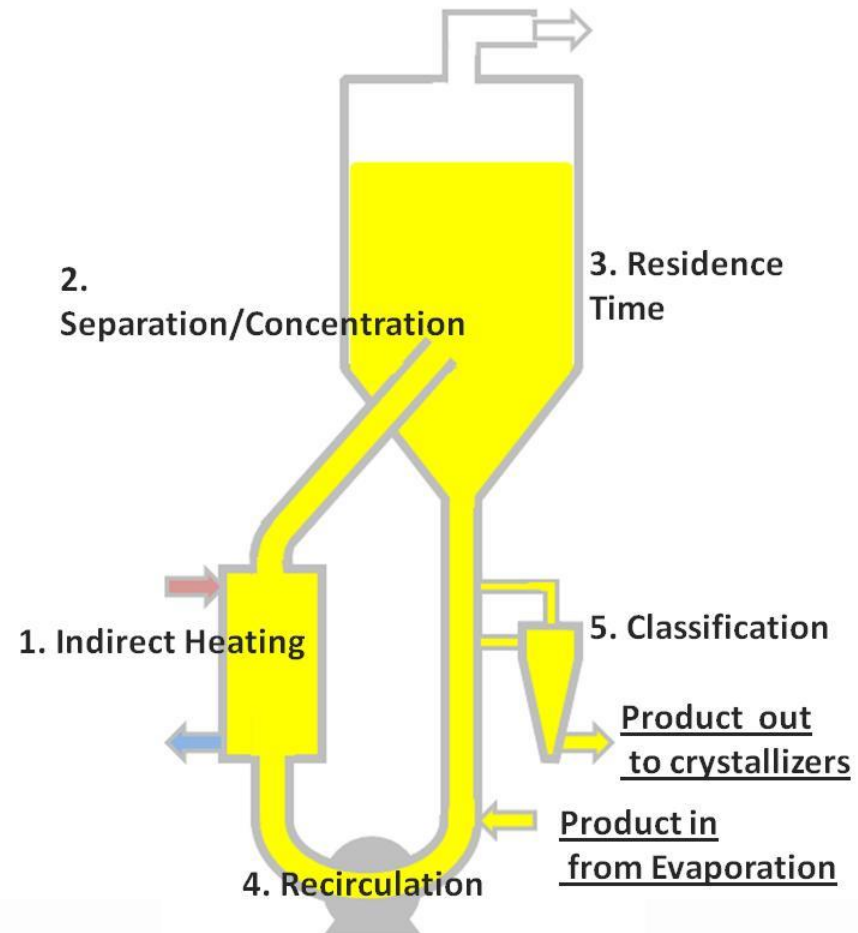 2.
Separation/Concentration
3. Residence
Time
1. Indirect Heating
5. Classification
Product out
to crystallizers
Product in
from Evaporation
4. Recirculation